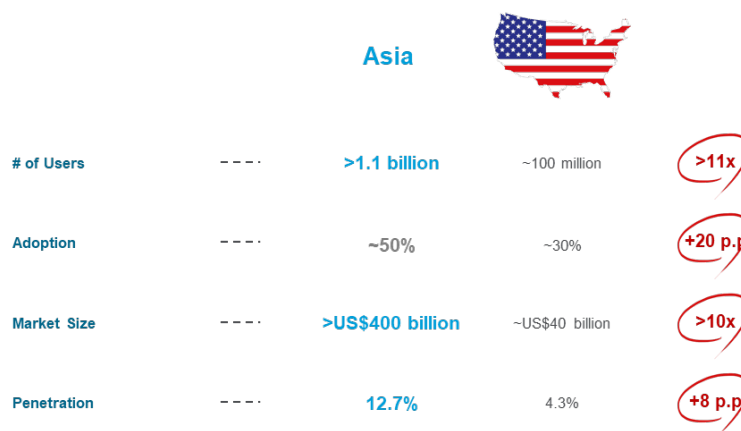 Asia
# of Users ---- >1.1 billion ~100 million >11x
Adoption ---- ~50% ~30% +20 p.p
Market Size ---- >US$400 billion ~US$40 billion >10x
Penetration ---- 12.7% 4.3% +8 p.p